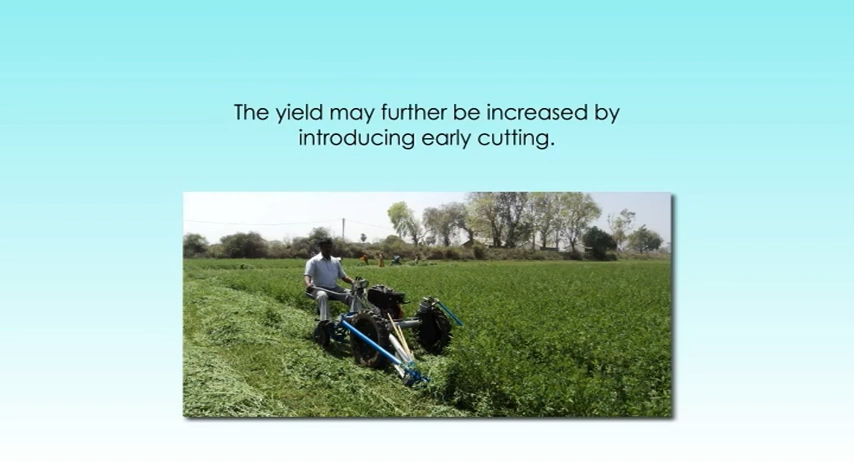 The yield may further be increased by
introducing early cutting.